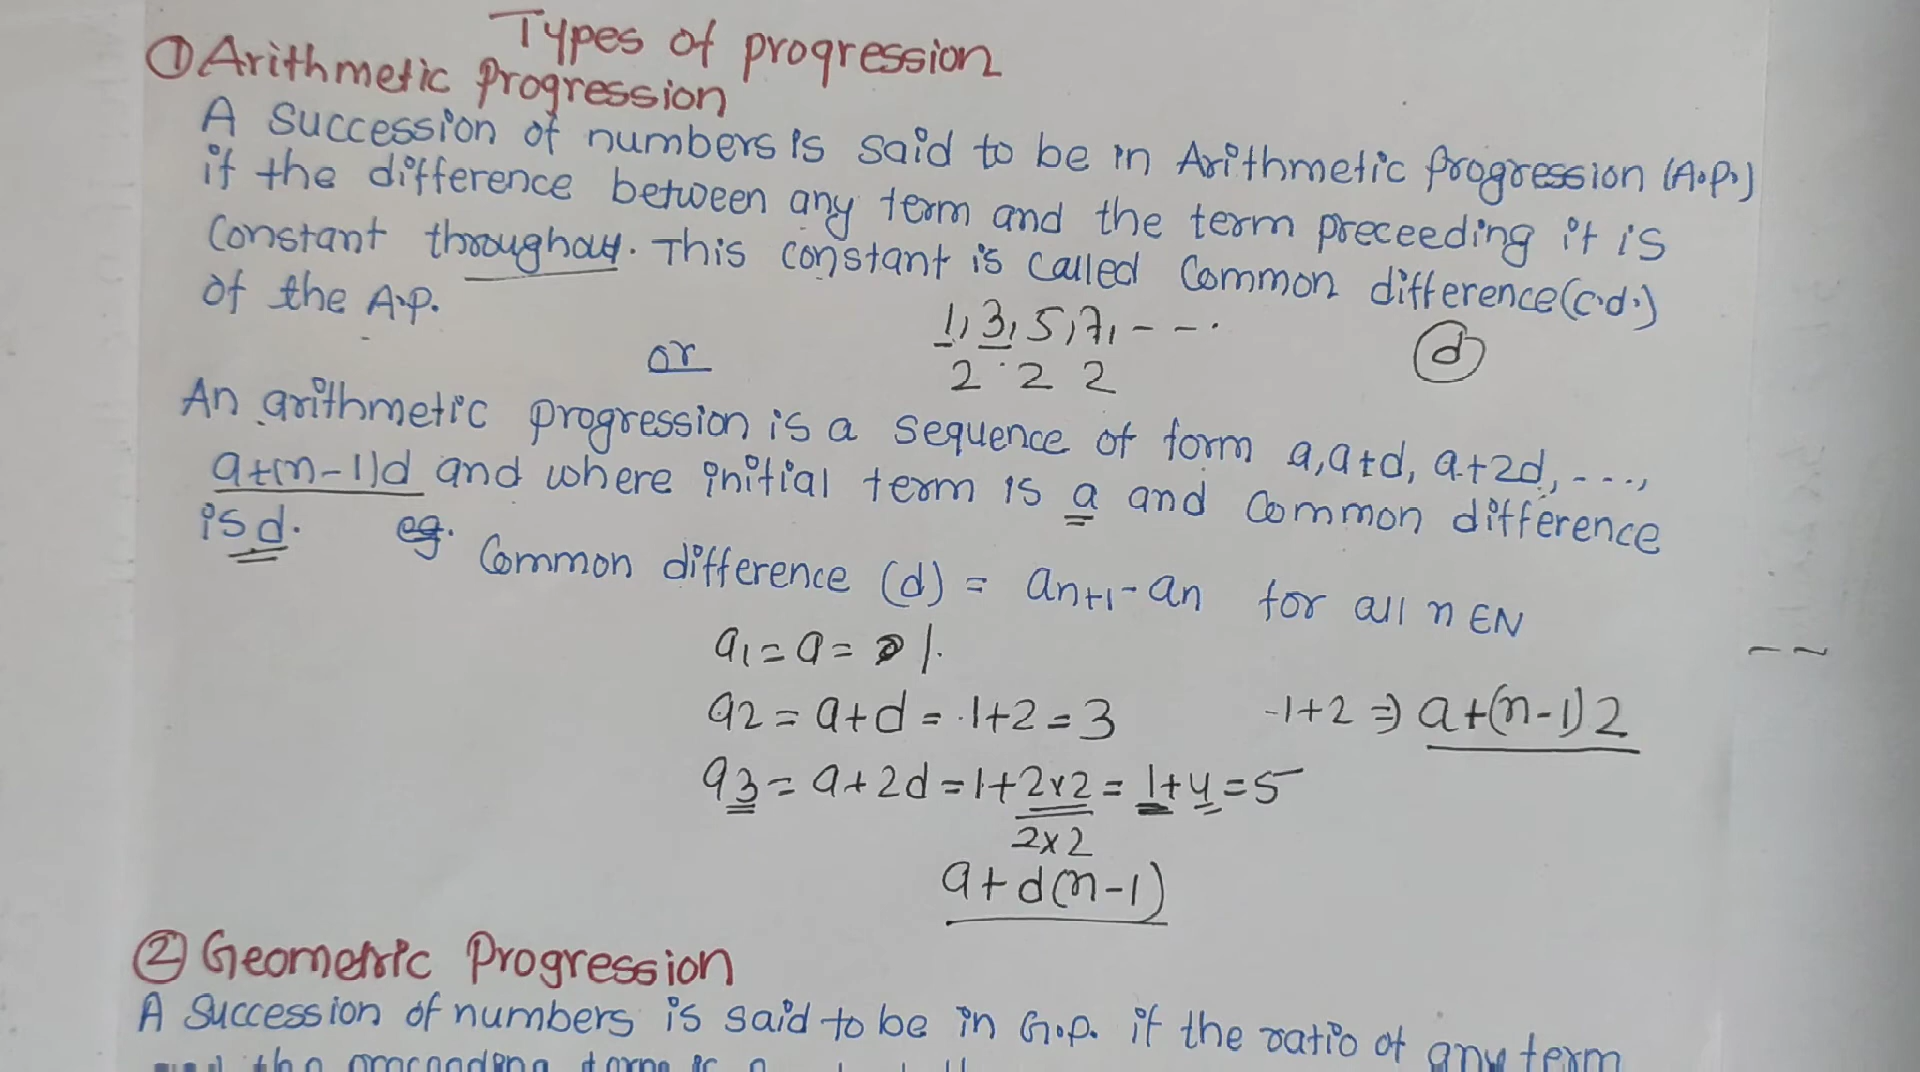 Types of progression
① Arithmetic progression
A succession of numbers is said to be in Arithmetic progression (A.P.)
if the difference between any term and the term preceeding it is
constant throughout. This constant is called common difference(c.d.)
of the A.P.
1, 3, 5, 7, - - .
2 2 2
d
or
An arithmetic progression is a sequence of form a, a+d, a+2d, - - -,
a+(n-1)d and where initial term is a and common difference
is d. eg. Common difference (d) = an+1 - an for all n EN
a1 = a = 1.
a2 = a+d = 1+2 = 3
-1+2 ⇒ a+(n-1)2
a3 = a+2d = 1+2×2 = 1+4 = 5
2×2
a+d(n-1)
② Geometric Progression
A Succession of numbers is said to be in G.P. if the ratio of any term